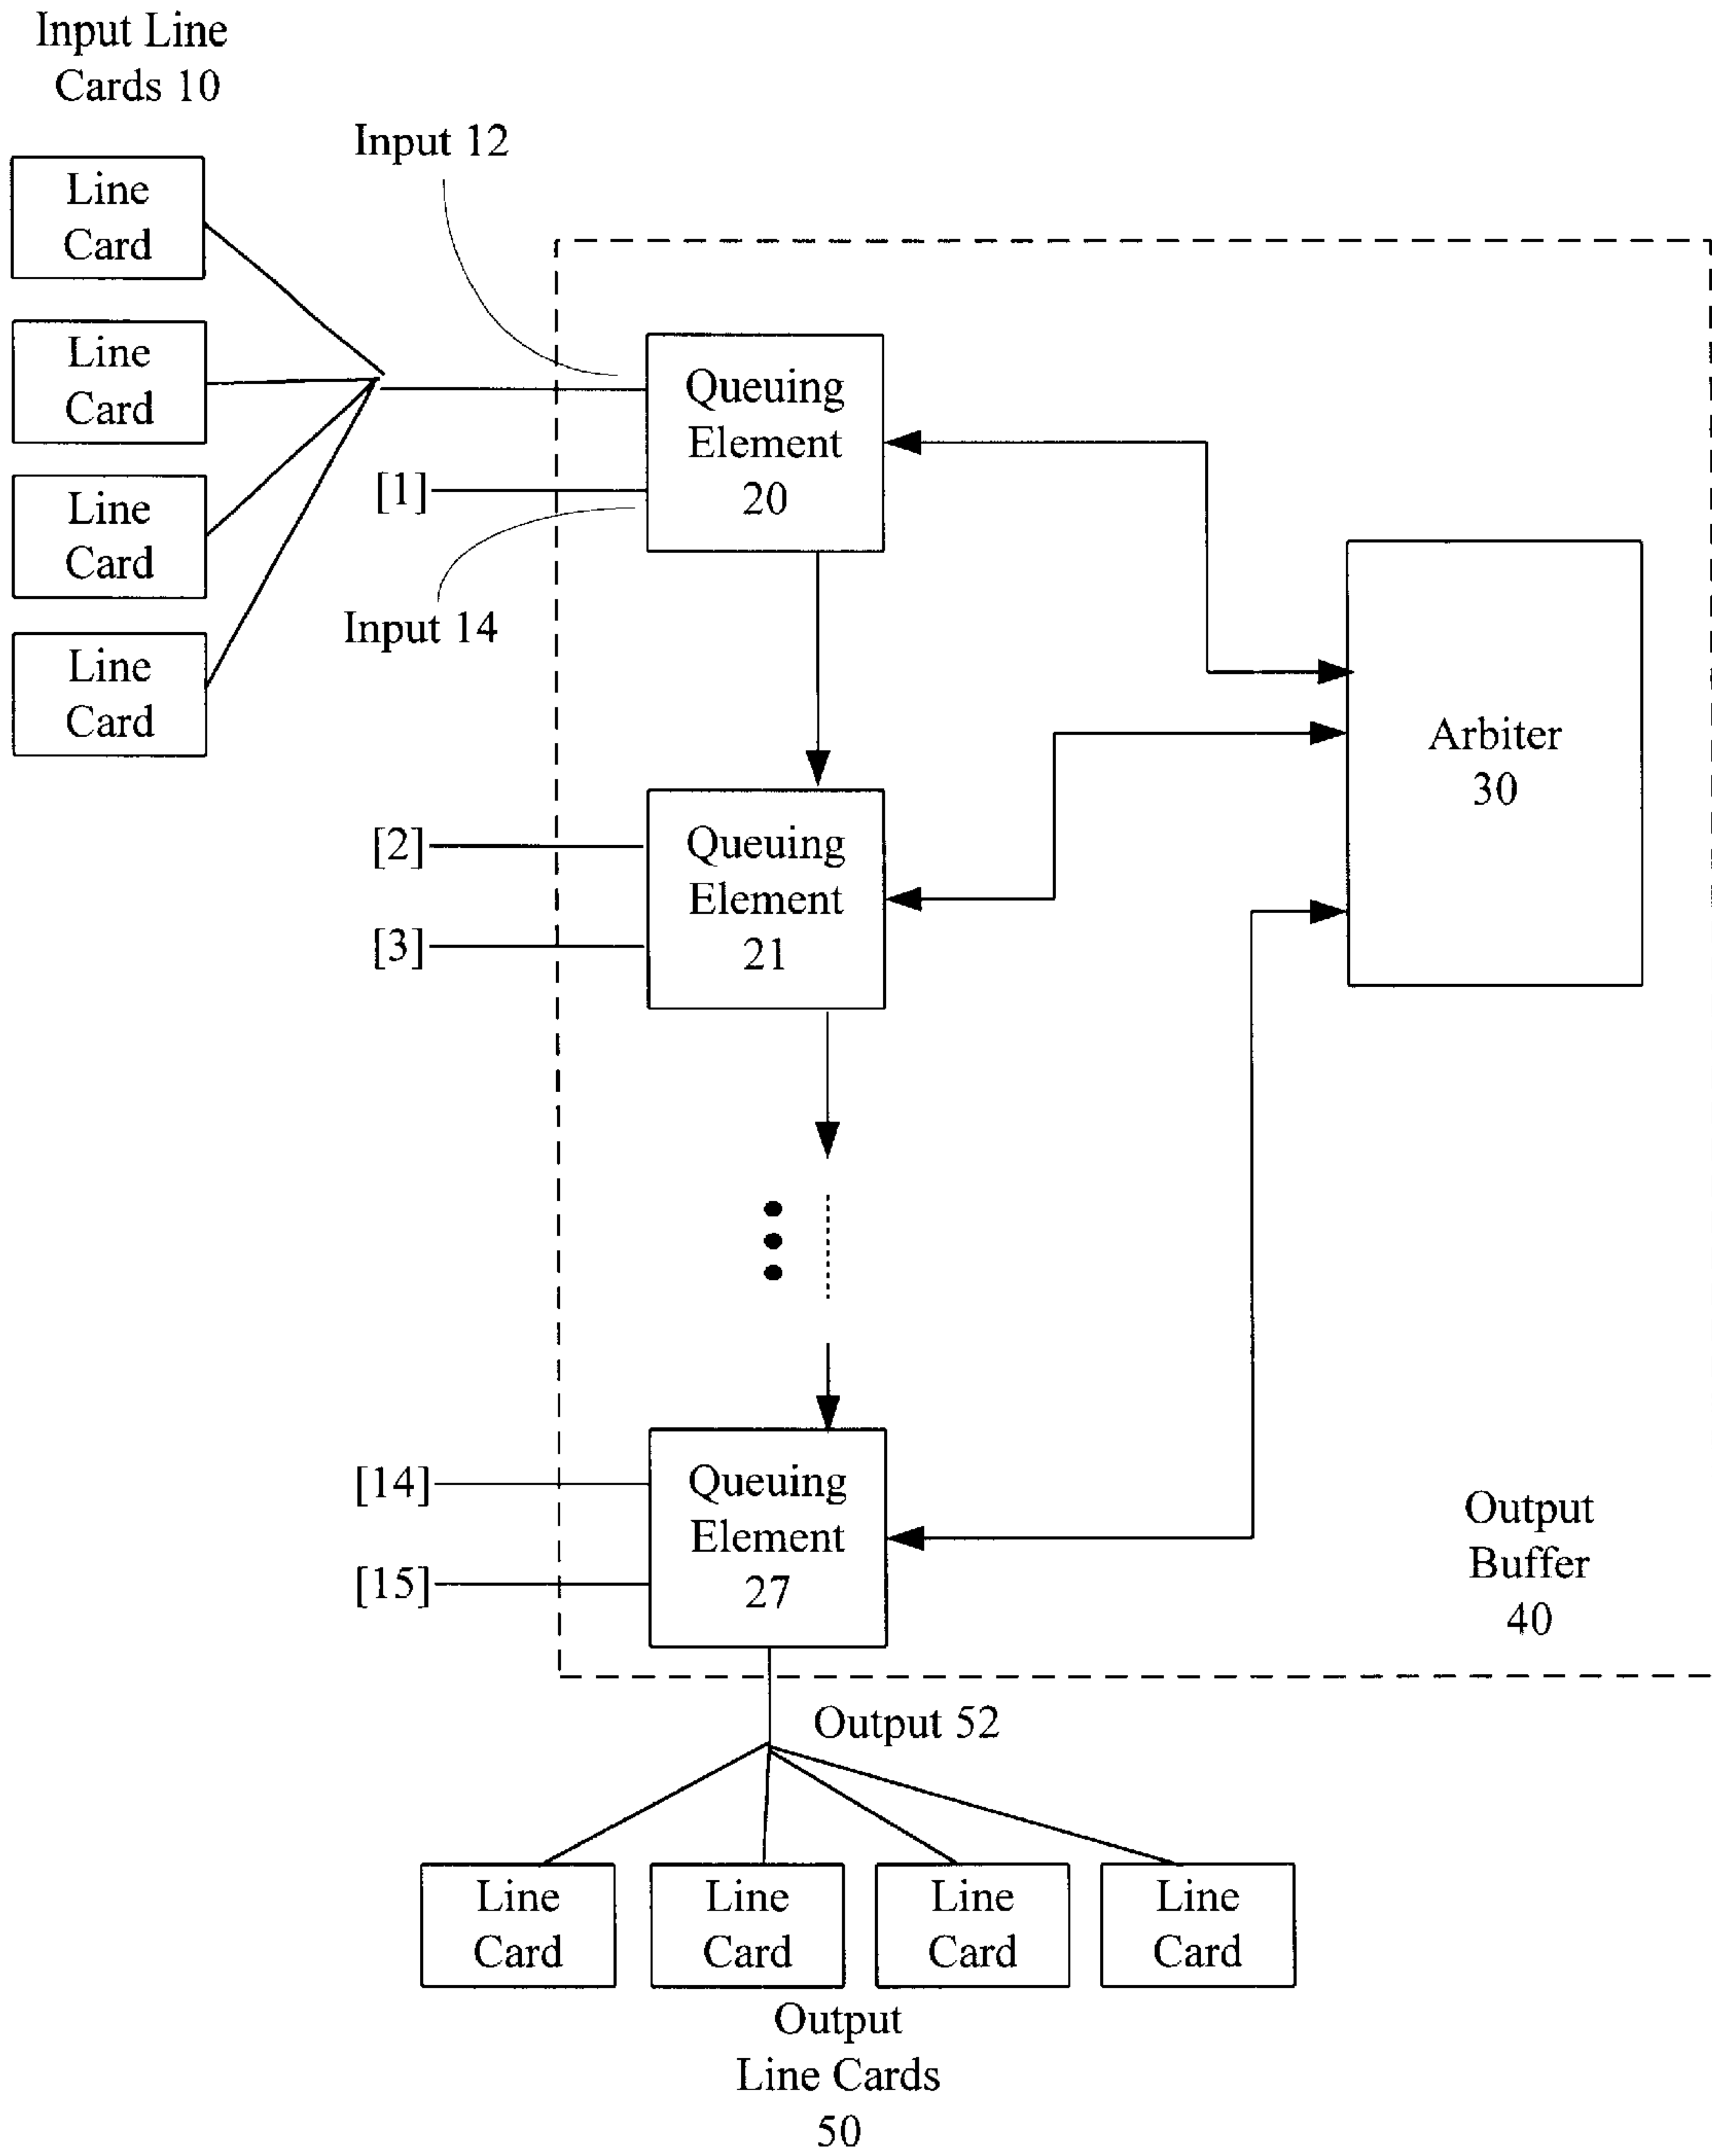 Input Line
Cards 10
Input 12
Line
Card
Line
Card
Line
Card
Line
Card
Queuing
Element
20
[1]
Input 14
Arbiter
30
[2]
[3]
Queuing
Element
21
[14]
[15]
Queuing
Element
27
Output
Buffer
40
Output 52
Line
Card
Line
Card
Line
Card
Line
Card
Output
Line Cards
50